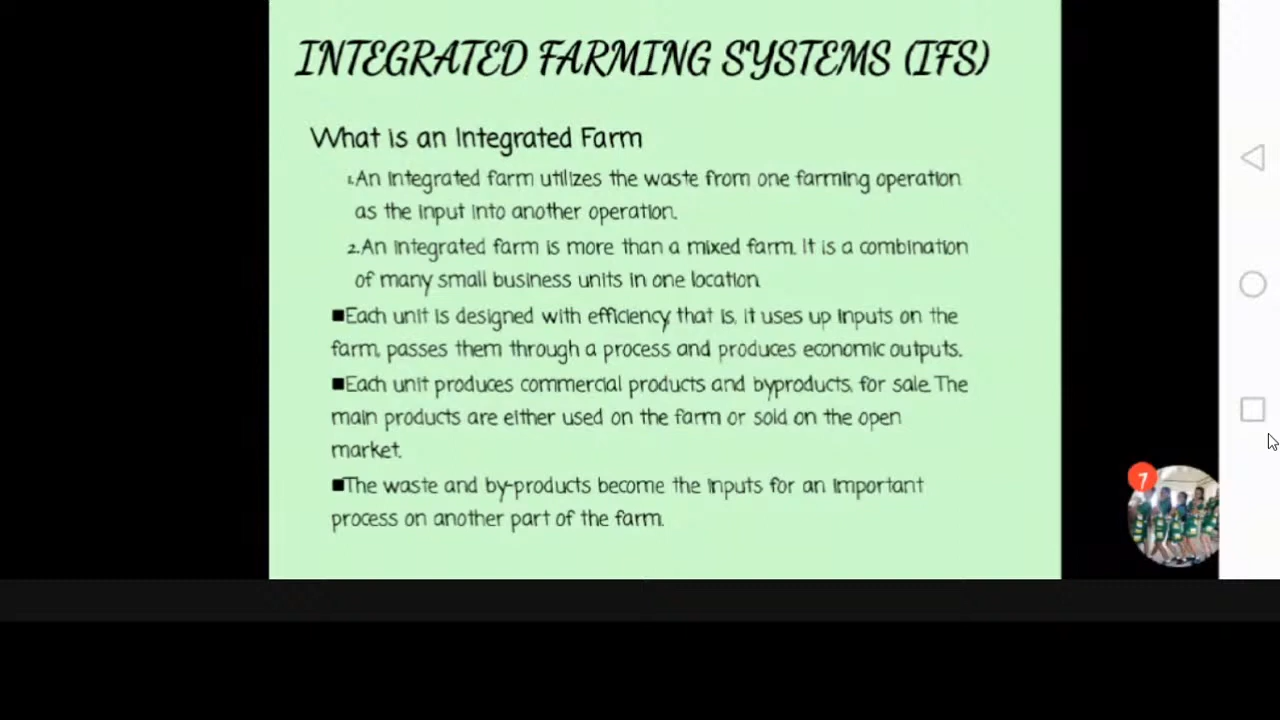 INTEGRATED FARMING SYSTEMS (IFS)
What is an Integrated Farm
1.An integrated farm utilizes the waste from one farming operation
as the input into another operation.
2.An integrated farm is more than a mixed farm. It is a combination
of many small business units in one location.
■Each unit is designed with efficiency, that is, it uses up inputs on the
farm, passes them through a process and produces economic outputs.
■Each unit produces commercial products and byproducts, for sale.The
main products are either used on the farm or sold on the open
market.
■The waste and by-products become the inputs for an important
process on another part of the farm.
7